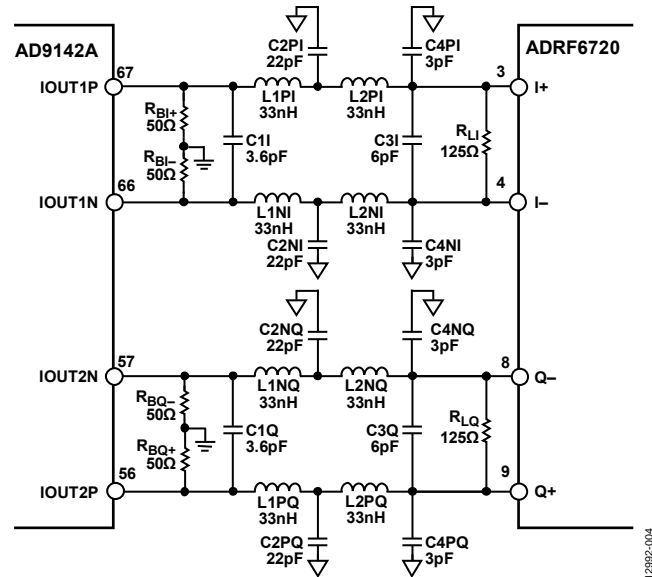 AD9142A
ADRF6720
C2PI
22pF
C4PI
3pF
67
IOUT1P
L1PI
33nH
L2PI
33nH
3
I+
RBI+
50Ω
RBI–
50Ω
C1I
3.6pF
C3I
6pF
RLI
125Ω
66
IOUT1N
L1NI
33nH
L2NI
33nH
4
I–
C2NI
22pF
C4NI
3pF
C2NQ
22pF
C4NQ
3pF
57
IOUT2N
L1NQ
33nH
L2NQ
33nH
8
Q–
RBQ–
50Ω
RBQ+
50Ω
C1Q
3.6pF
C3Q
6pF
RLQ
125Ω
56
IOUT2P
L1PQ
33nH
L2PQ
33nH
9
Q+
C2PQ
22pF
C4PQ
3pF
12992-004